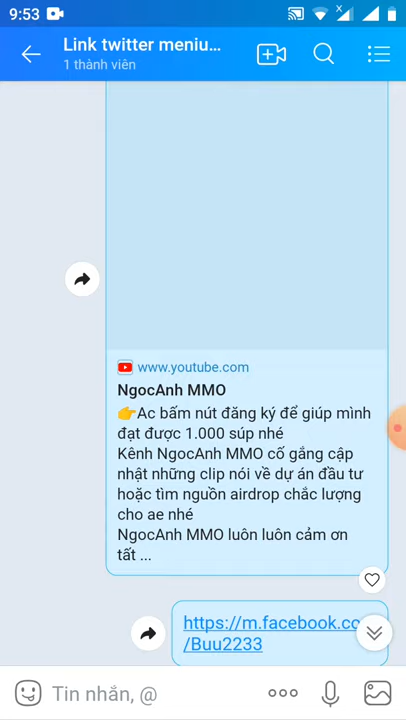 9:53
Link twitter meniu...
1 thành viên
www.youtube.com
NgocAnh MMO
👉Ac bấm nút đăng ký để giúp mình
đạt được 1.000 súp nhé
Kênh NgocAnh MMO cố gắng cập
nhật những clip nói về dự án đầu tư
hoặc tìm nguồn airdrop chắc lượng
cho ae nhé
NgocAnh MMO luôn luôn cảm ơn
tất ...
https://m.facebook.co
/Buu2233
Tin nhắn, @